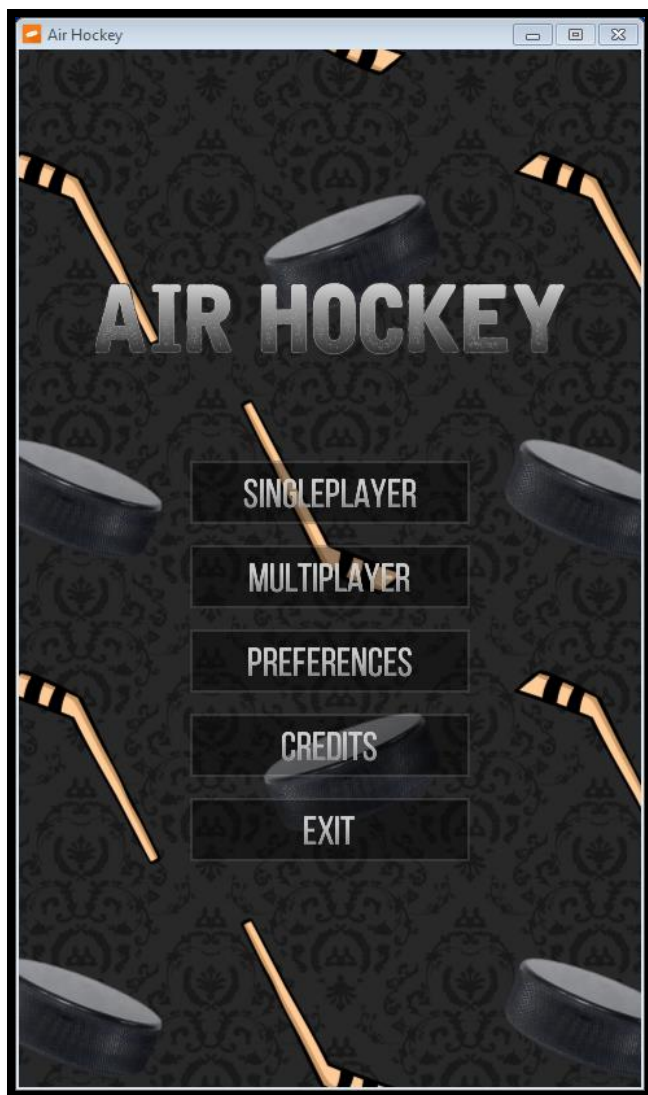 Air Hockey
AIR HOCKEY
SINGLEPLAYER
MULTIPLAYER
PREFERENCES
CREDITS
EXIT